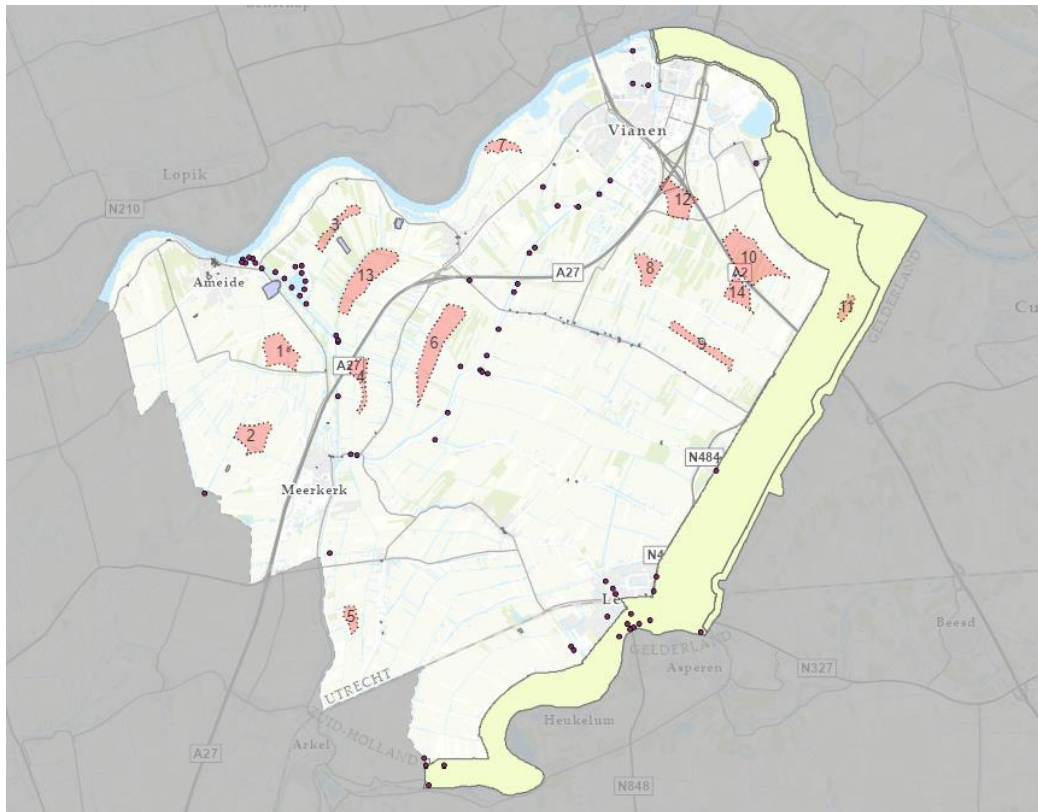 Vianen
7
Lopik
N210
12
3
10
A2
8
13
A27
14
GELDERLAND
11
Ameide
Cu
6
9
1
A27
4
2
N484
Meerkerk
N4
Le
5
GELDERLAND
Beesd
Asperen
N327
UTRECHT
ZUID-HOLLAND
Heukelum
Arkel
A27
N848